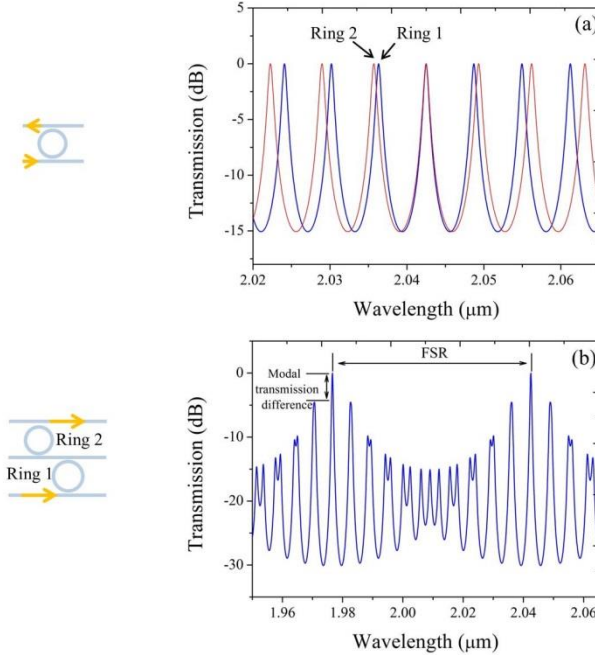 (a)
Ring 2
Ring 1
5
0
-5
-10
-15
Transmission (dB)
2.02
2.03
2.04
2.05
2.06
Wavelength (μm)
(b)
FSR
Modal
transmission
difference
0
-10
-20
-30
Transmission (dB)
Ring 2
Ring 1
1.96
1.98
2.00
2.02
2.04
2.06
Wavelength (μm)